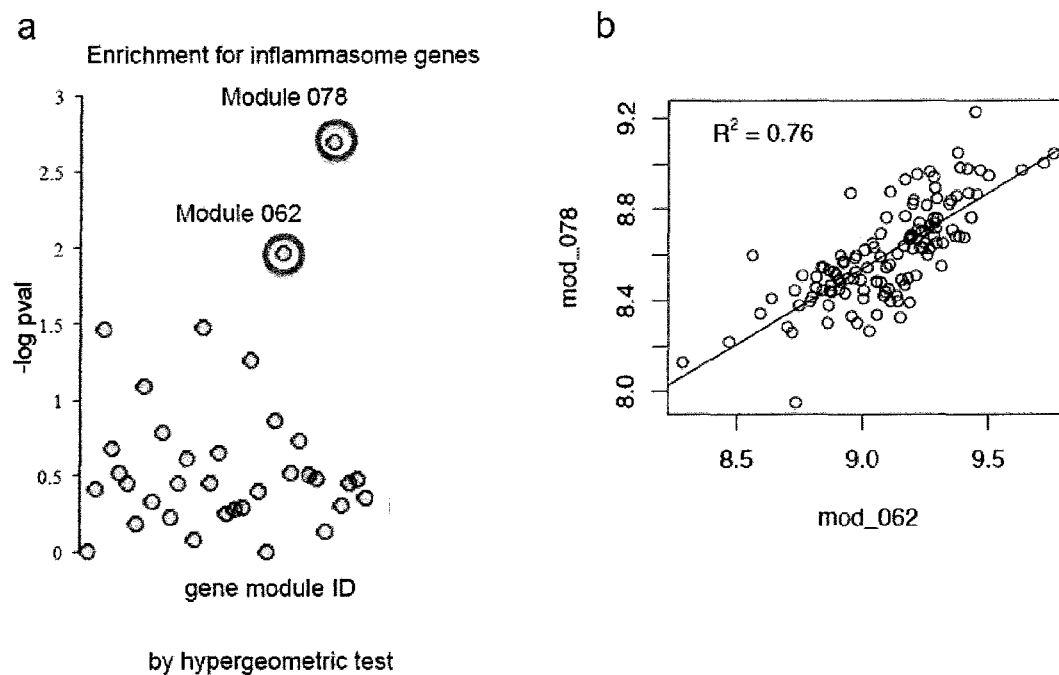 a
Enrichment for inflammasome genes
Module 078
Module 062
3
2.5
2
1.5
1
0.5
0
-log pval
gene module ID
by hypergeometric test
b
R² = 0.76
9.2
8.8
8.4
8.0
mod_078
8.5 9.0 9.5
mod_062